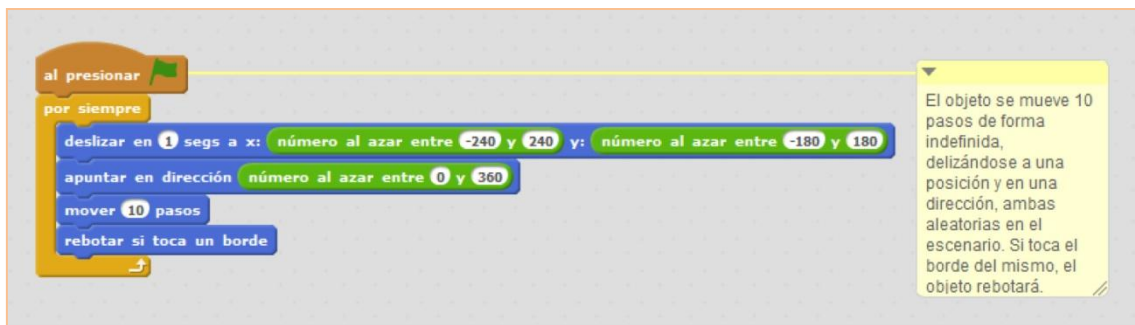 al presionar
por siempre
deslizar en 1 segs a x: número al azar entre -240 y 240 y: número al azar entre -180 y 180
apuntar en dirección número al azar entre 0 y 360
mover 10 pasos
rebotar si toca un borde
El objeto se mueve 10
pasos de forma
indefinida,
delizándose a una
posición y en una
dirección, ambas
aleatorias en el
escenario. Si toca el
borde del mismo, el
objeto rebotará.